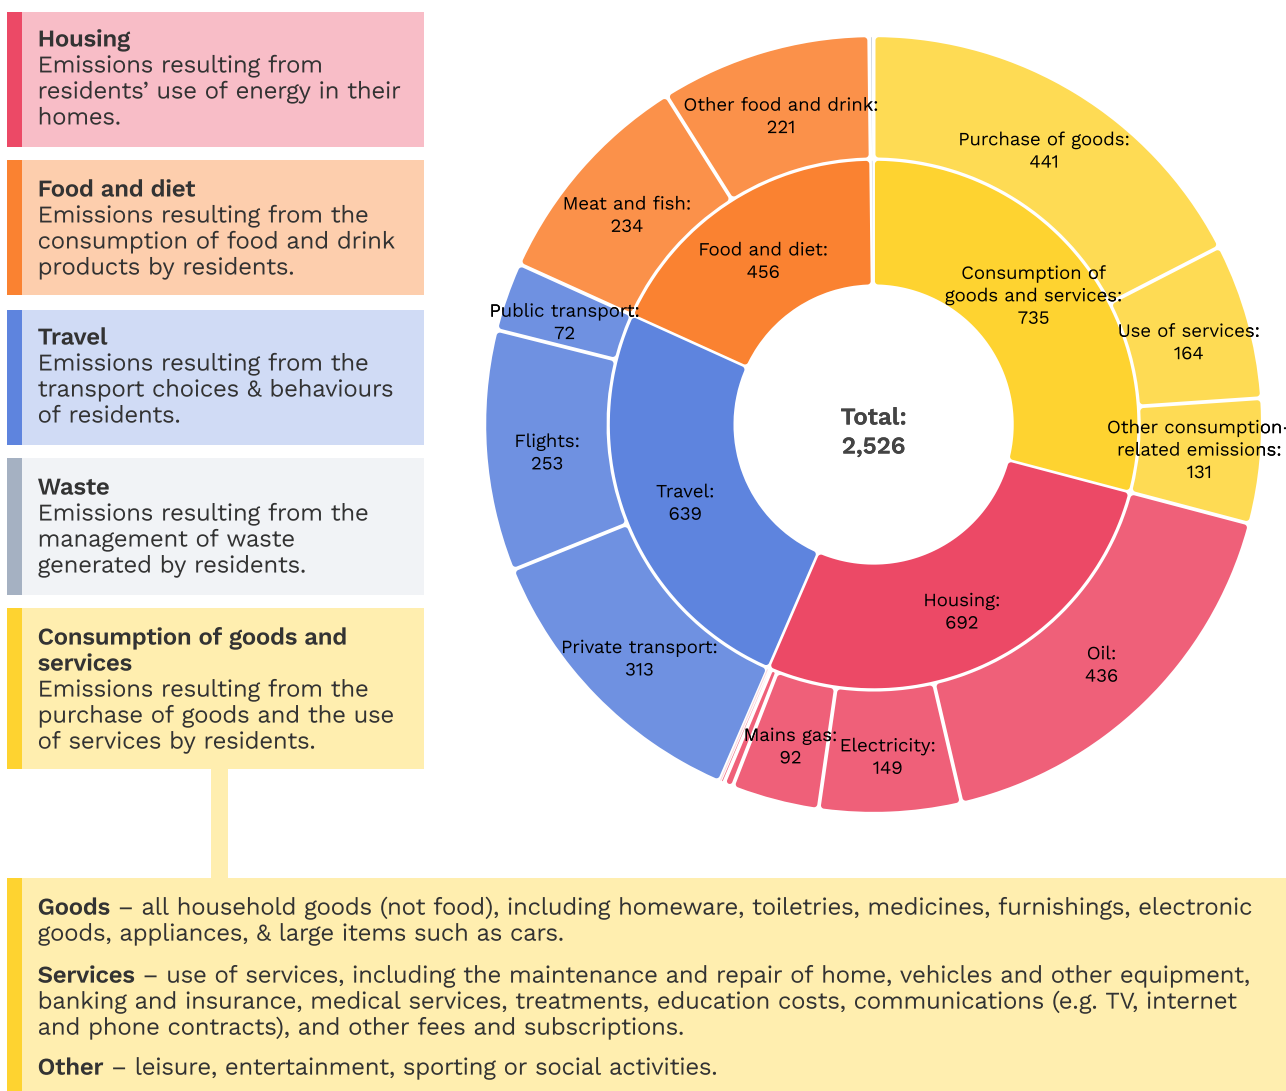 Housing
Emissions resulting from
residents’ use of energy in their
homes.
Food and diet
Emissions resulting from the
consumption of food and drink
products by residents.
Travel
Emissions resulting from the
transport choices & behaviours
of residents.
Waste
Emissions resulting from the
management of waste
generated by residents.
Consumption of goods and
services
Emissions resulting from the
purchase of goods and the use
of services by residents.
Other food and drink:
221
Purchase of goods:
441
Meat and fish:
234
Food and diet:
456
Consumption of
goods and services:
735
Public transport:
72
Use of services:
164
Total:
2,526
Flights:
253
Other consumption-
related emissions:
131
Travel:
639
Housing:
692
Private transport:
313
Oil:
436
Mains gas:
92
Electricity:
149
Goods – all household goods (not food), including homeware, toiletries, medicines, furnishings, electronic
goods, appliances, & large items such as cars.
Services – use of services, including the maintenance and repair of home, vehicles and other equipment,
banking and insurance, medical services, treatments, education costs, communications (e.g. TV, internet
and phone contracts), and other fees and subscriptions.
Other – leisure, entertainment, sporting or social activities.